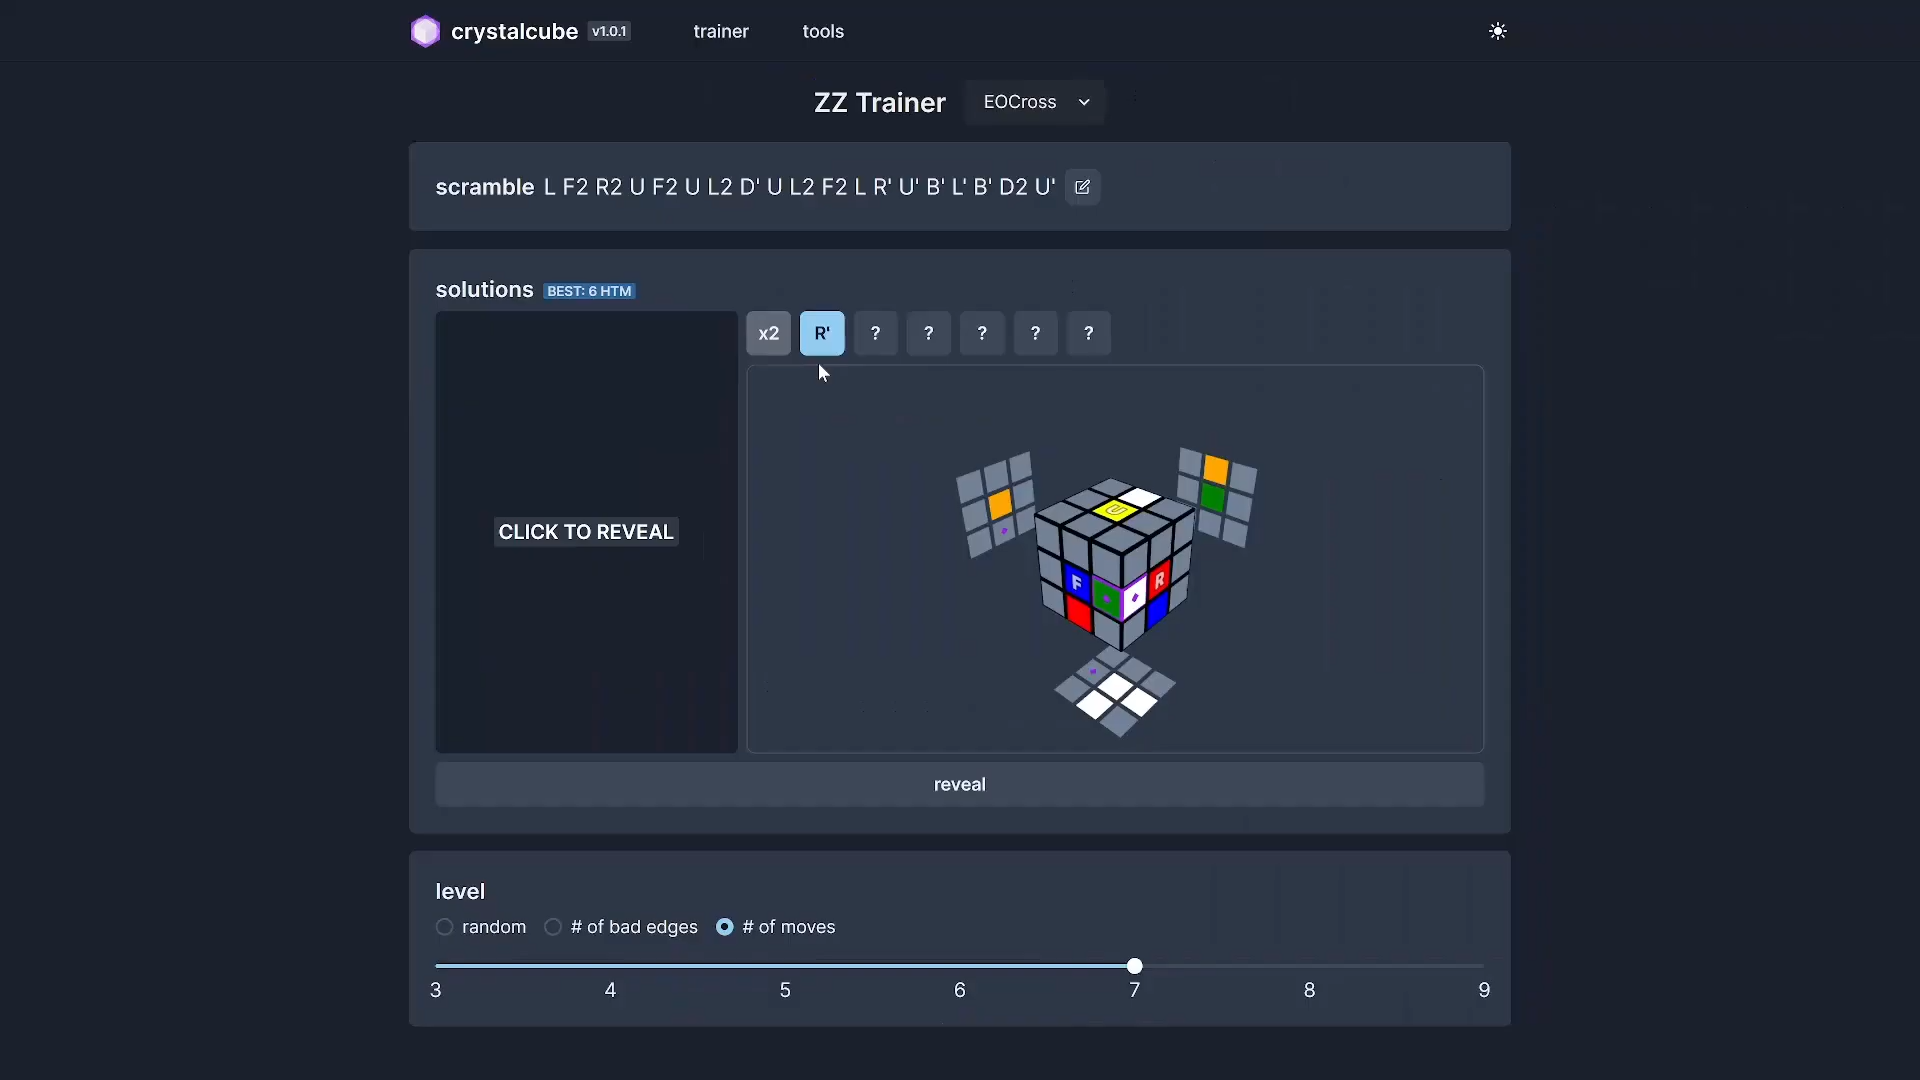 crystalcube v1.0.1 trainer tools
ZZ Trainer EOCross
scramble L F2 R2 U F2 U L2 D' U L2 F2 L R' U' B' L' B' D2 U'
solutions BEST: 6 HTM
x2 R' ? ? ? ? ?
U
F R
CLICK TO REVEAL
reveal
level
random # of bad edges # of moves
3 4 5 6 7 8 9